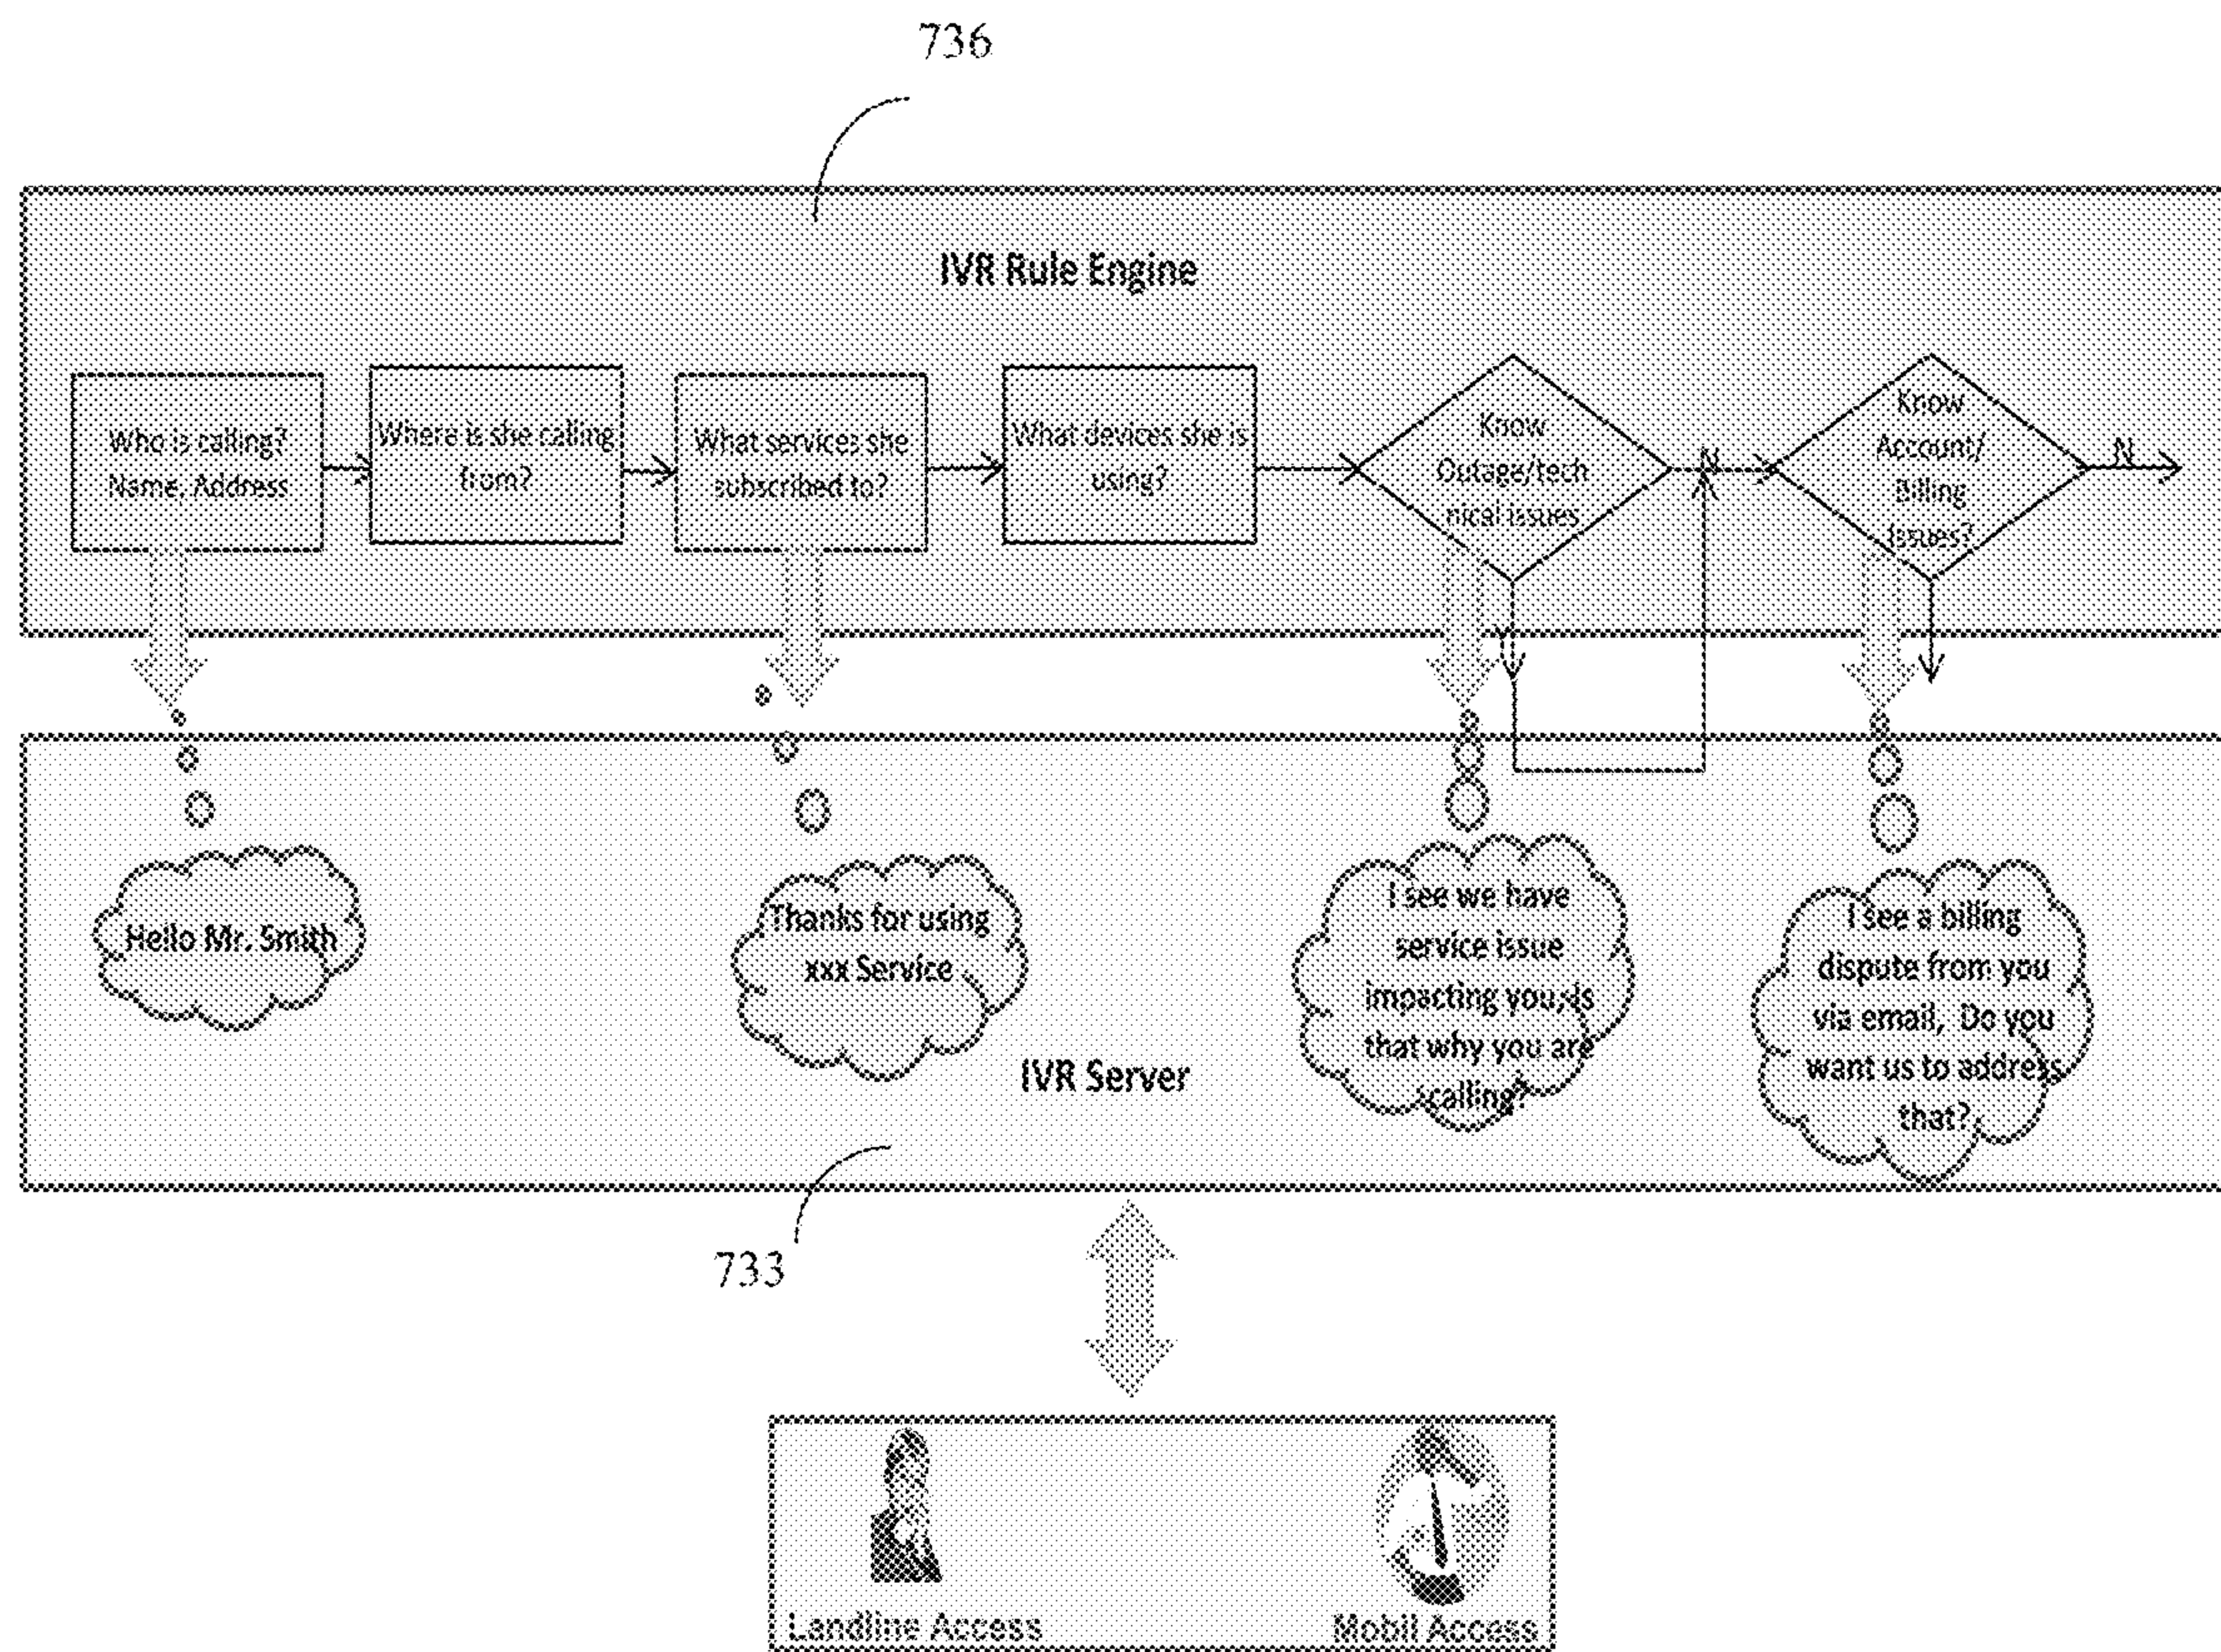 736
IVR Rule Engine
Who is calling?
Name, Address
Where is she calling
from?
What services she
subscribed to?
What devices she is
using?
Know
Outage/tech
nical issues
N
Know
Account/
Billing
Issues?
N
Y
Hello Mr. Smith
Thanks for using
xxx Service
I see we have
service issue
impacting you, is
that why you are
calling?
I see a billing
dispute from you
via email, Do you
want us to address
that?
IVR Server
733
Landline Access
Mobil Access